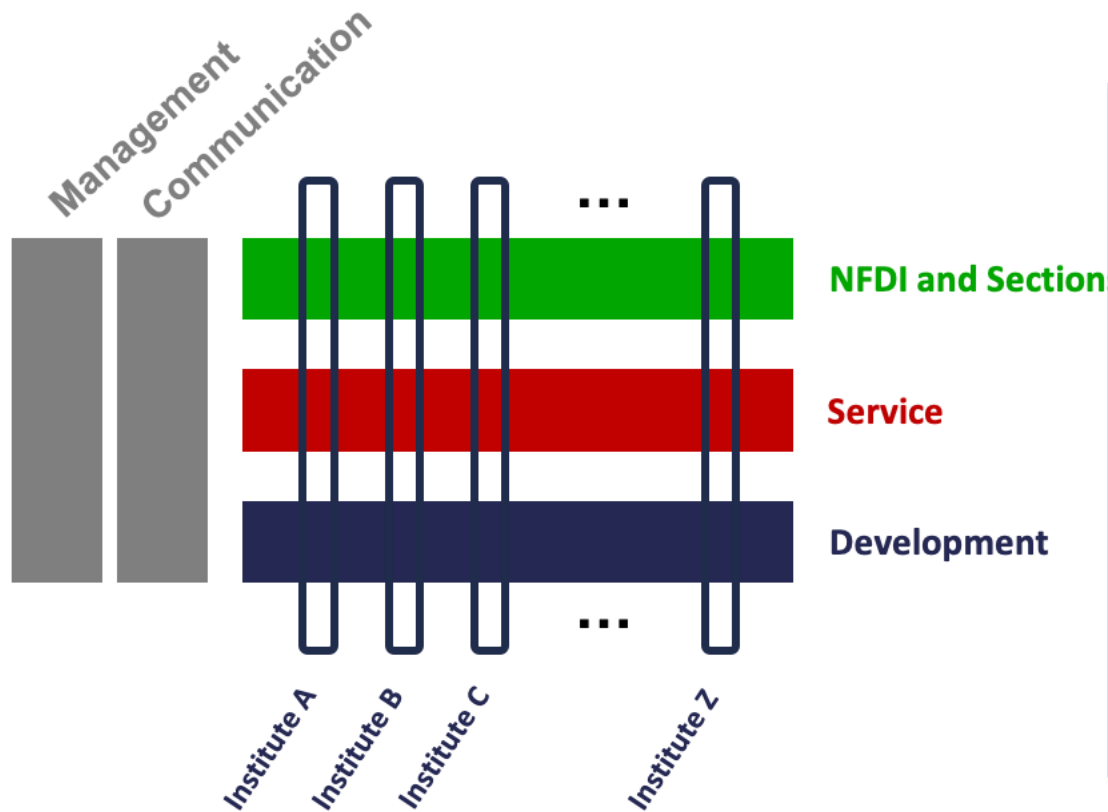 Management
Communication
...
NFDI and Section
Service
Development
...
Institute A
Institute B
Institute C
Institute Z